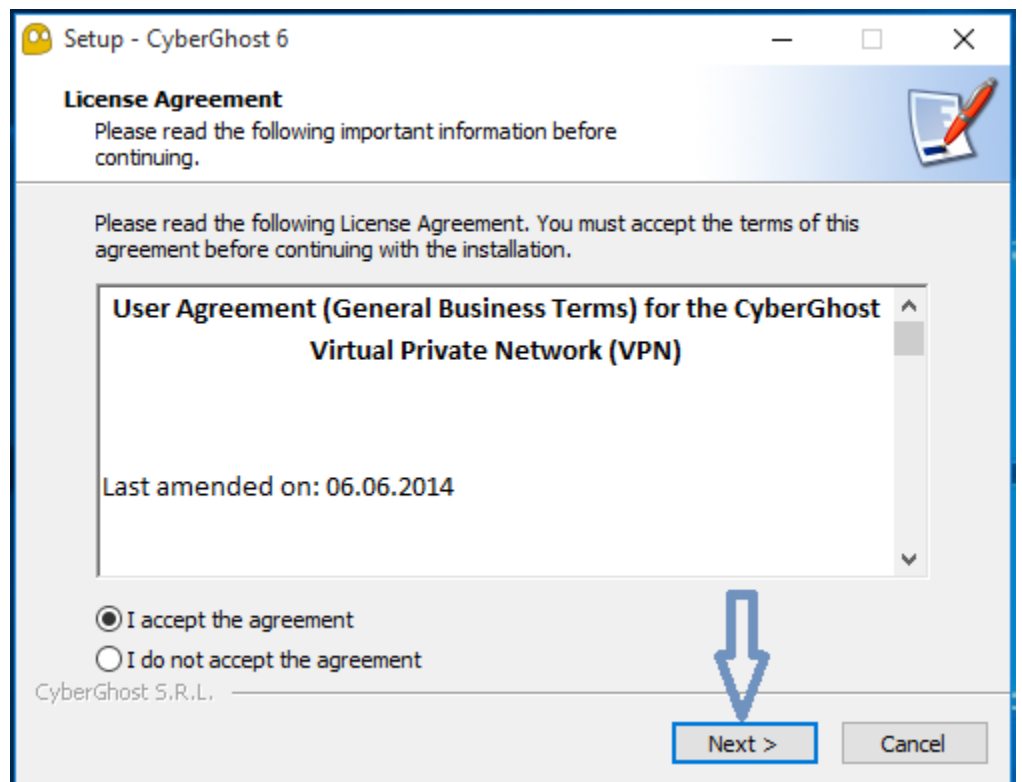 Setup - CyberGhost 6
License Agreement
Please read the following important information before
continuing.
Please read the following License Agreement. You must accept the terms of this
agreement before continuing with the installation.
User Agreement (General Business Terms) for the CyberGhost
Virtual Private Network (VPN)
Last amended on: 06.06.2014
I accept the agreement
I do not accept the agreement
CyberGhost S.R.L.
Next >
Cancel